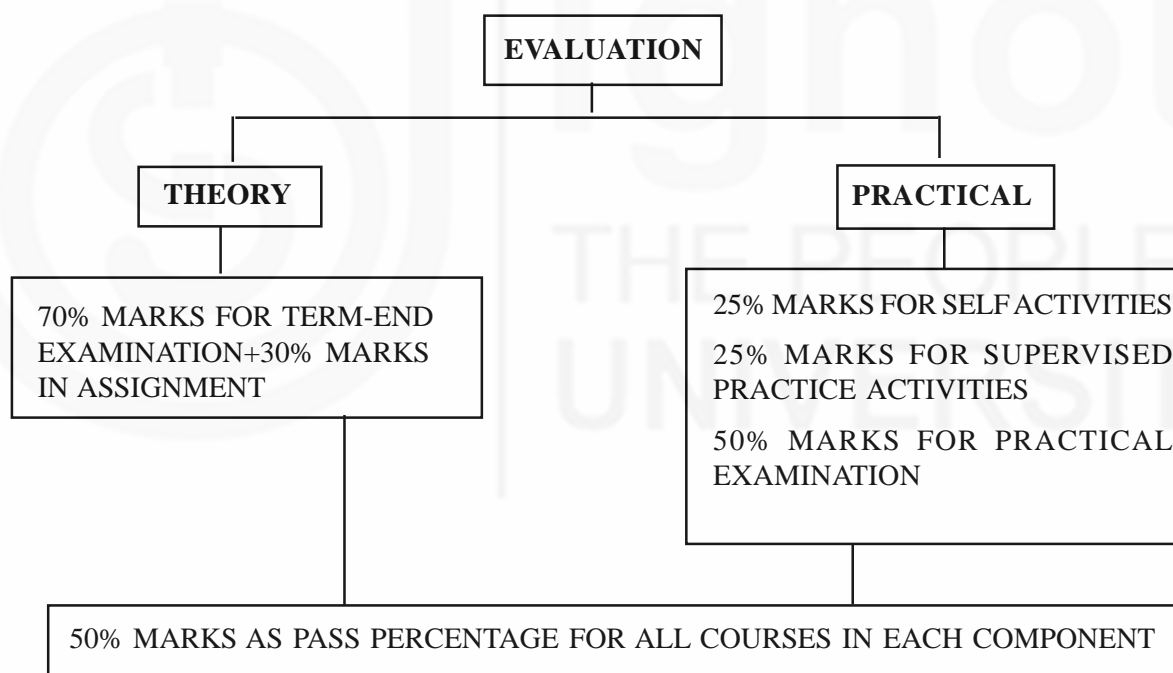 EVALUATION
THEORY
PRACTICAL
70% MARKS FOR TERM-END
EXAMINATION+30% MARKS
IN ASSIGNMENT
25% MARKS FOR SELF ACTIVITIES
25% MARKS FOR SUPERVISED
PRACTICE ACTIVITIES
50% MARKS FOR PRACTICAL
EXAMINATION
50% MARKS AS PASS PERCENTAGE FOR ALL COURSES IN EACH COMPONENT
THE PEOPLE